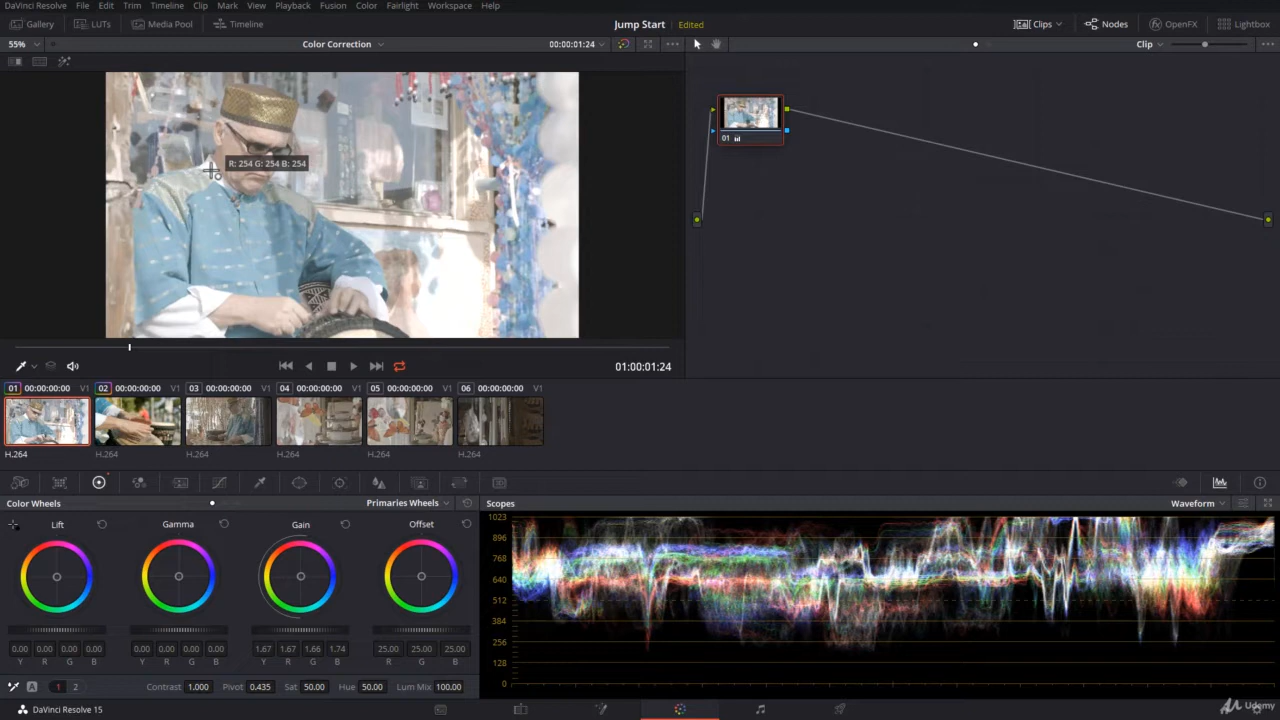 DaVinci Resolve File Edit Trim Timeline Clip Mark View Playback Fusion Color Fairlight Workspace Help
Gallery LUTs Media Pool Timeline Jump Start Edited Clips Nodes OpenFX Lightbox
55% Color Correction 00:00:01:24 Clip
R: 254 G: 254 B: 254
01
01:00:01:24
01 00:00:00:00 V1 02 00:00:00:00 V1 03 00:00:00:00 V1 04 00:00:00:00 V1 05 00:00:00:00 V1 06 00:00:00:00 V1
H.264 H.264 H.264 H.264 H.264 H.264
Color Wheels Primaries Wheels Scopes Waveform
Lift Gamma Gain Offset
1023
896
768
640
512
384
256
128
0
0.00 0.00 0.00 0.00 0.00 0.00 0.00 0.00 1.67 1.67 1.66 1.74 25.00 25.00 25.00
Y R G B Y R G B Y R G B R G B
A 1 2 Contrast 1.000 Pivot 0.435 Sat 50.00 Hue 50.00 Lum Mix 100.00
DaVinci Resolve 15
Udemy